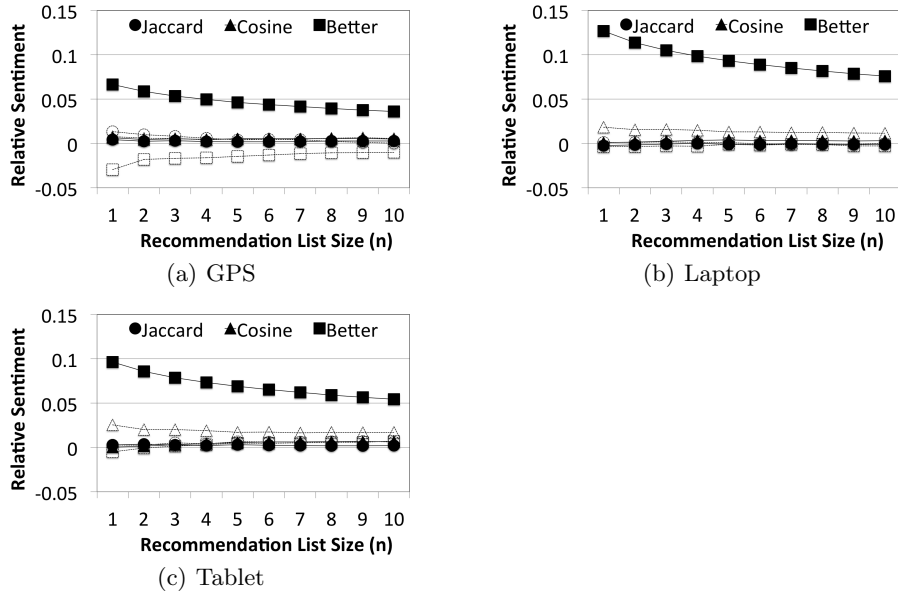 0.15
Jaccard Cosine Better
0.1
0.05
0
-0.05
Relative Sentiment
1 2 3 4 5 6 7 8 9 10
Recommendation List Size (n)
(a) GPS
0.15
Jaccard Cosine Better
0.1
0.05
0
-0.05
Relative Sentiment
1 2 3 4 5 6 7 8 9 10
Recommendation List Size (n)
(b) Laptop
0.15
Jaccard Cosine Better
0.1
0.05
0
-0.05
Relative Sentiment
1 2 3 4 5 6 7 8 9 10
Recommendation List Size (n)
(c) Tablet